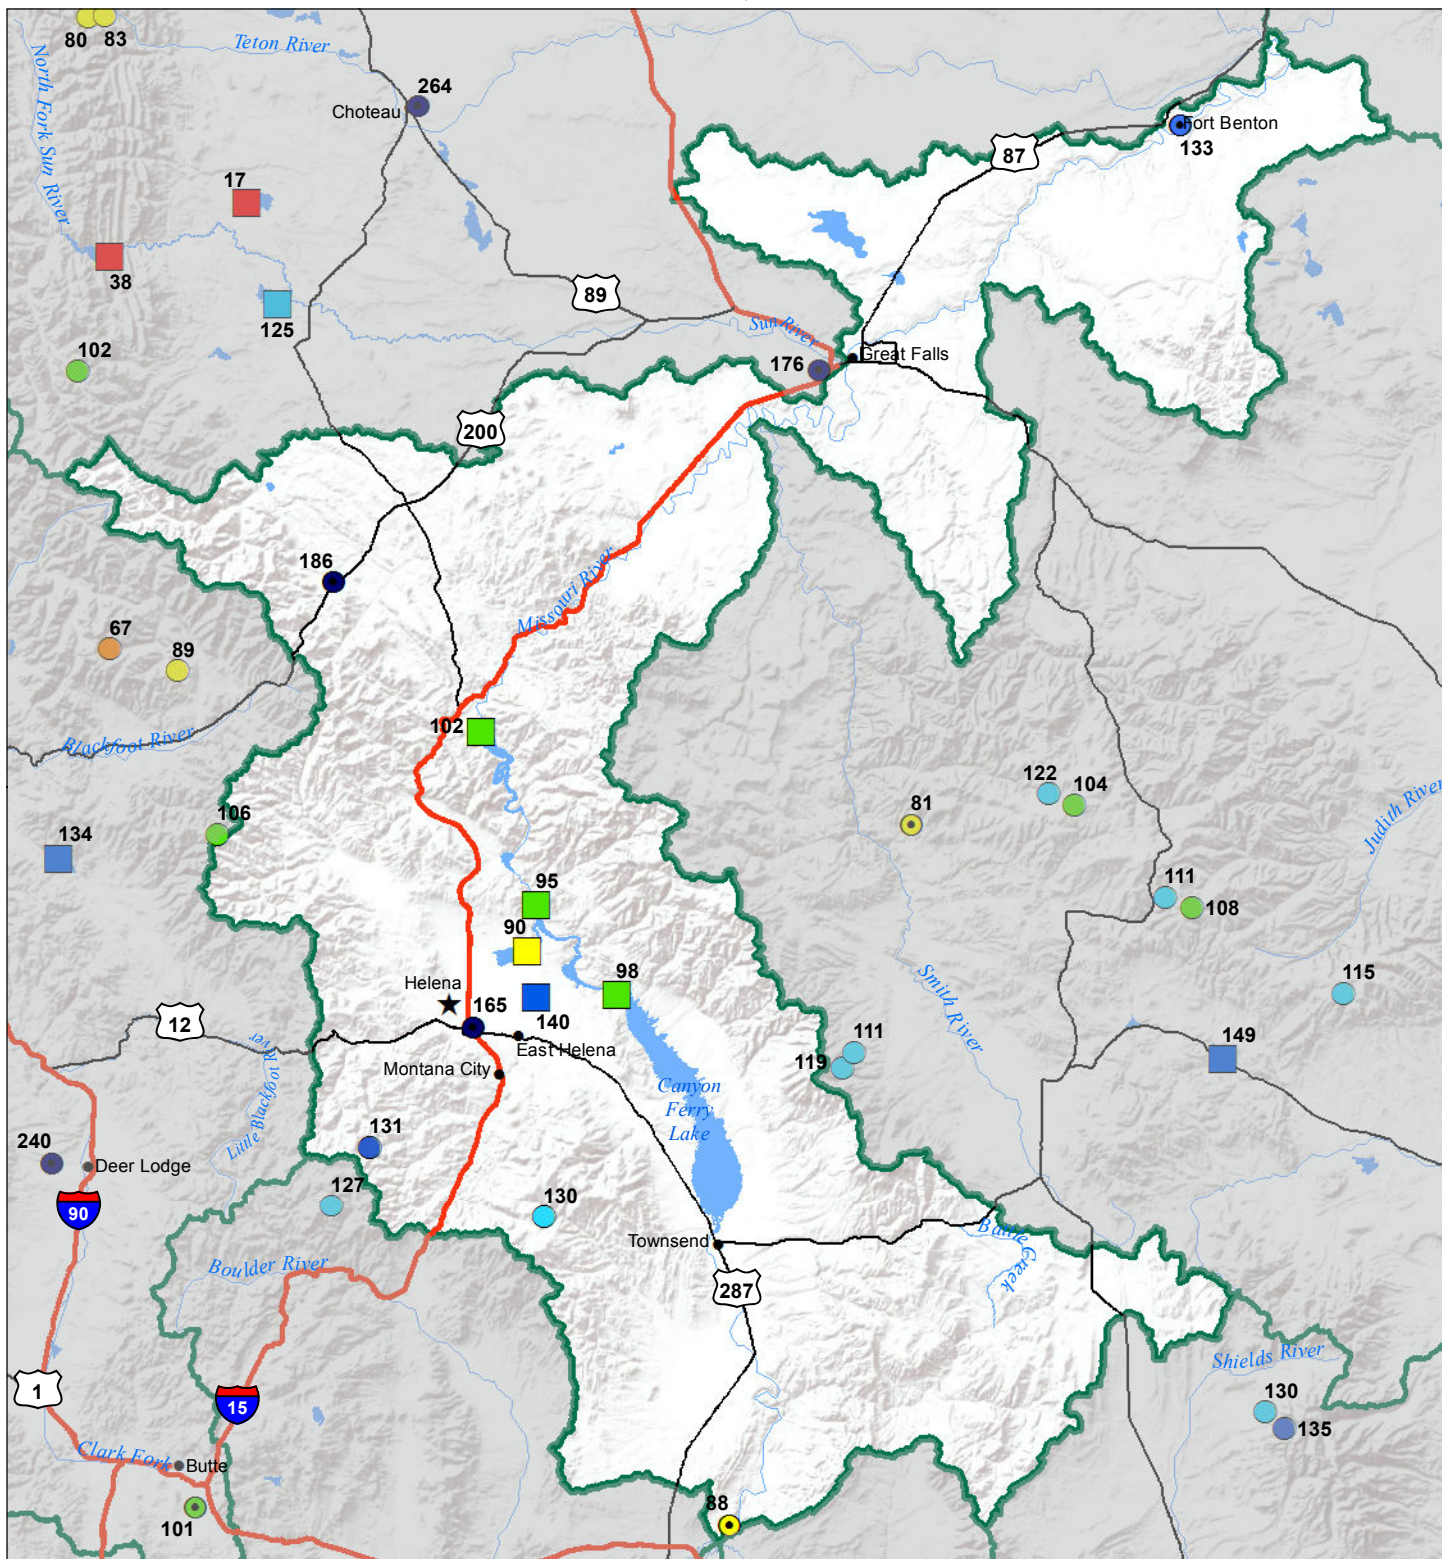 80
83
Teton River
264
Choteau
North Fork Sun River
Fort Benton
133
87
17
38
125
89
102
Sun River
176
Great Falls
200
186
Missouri River
67
89
Blackfoot River
102
122
104
81
Judith River
106
134
95
90
111
108
98
Helena
165
140
East Helena
Montana City
12
Little Blackfoot River
115
Smith River
149
111
119
Canyon
Ferry
Lake
131
240
Deer Lodge
90
127
130
Townsend
Battle Creek
Boulder River
287
Shields River
1
15
130
135
Clark Fork
Butte
101
88